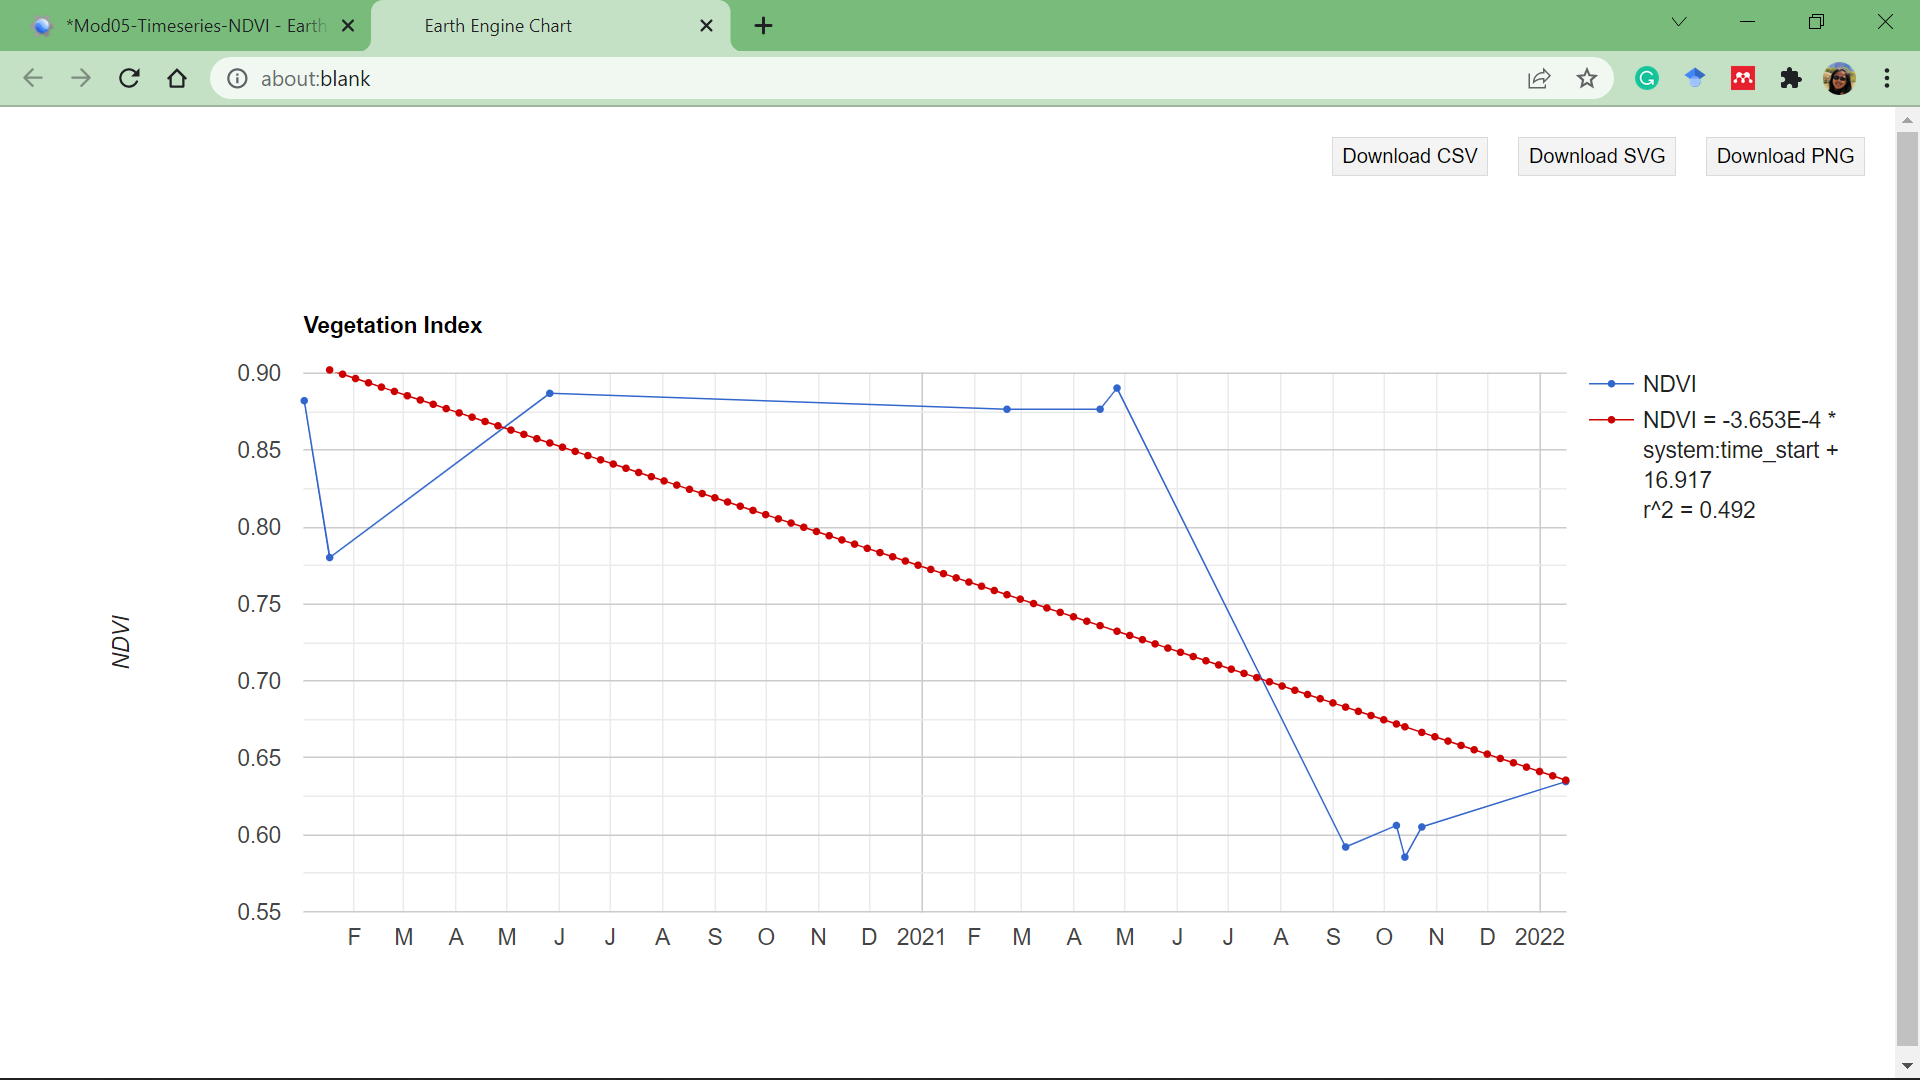 *Mod05-Timeseries-NDVI - Earth
Earth Engine Chart
about:blank
Download CSV
Download SVG
Download PNG
Vegetation Index
0.90
0.85
0.80
0.75
0.70
0.65
0.60
0.55
NDVI
F M A M J J A S O N D 2021 F M A M J J A S O N D 2022
NDVI
NDVI = -3.653E-4 *
system:time_start +
16.917
r^2 = 0.492